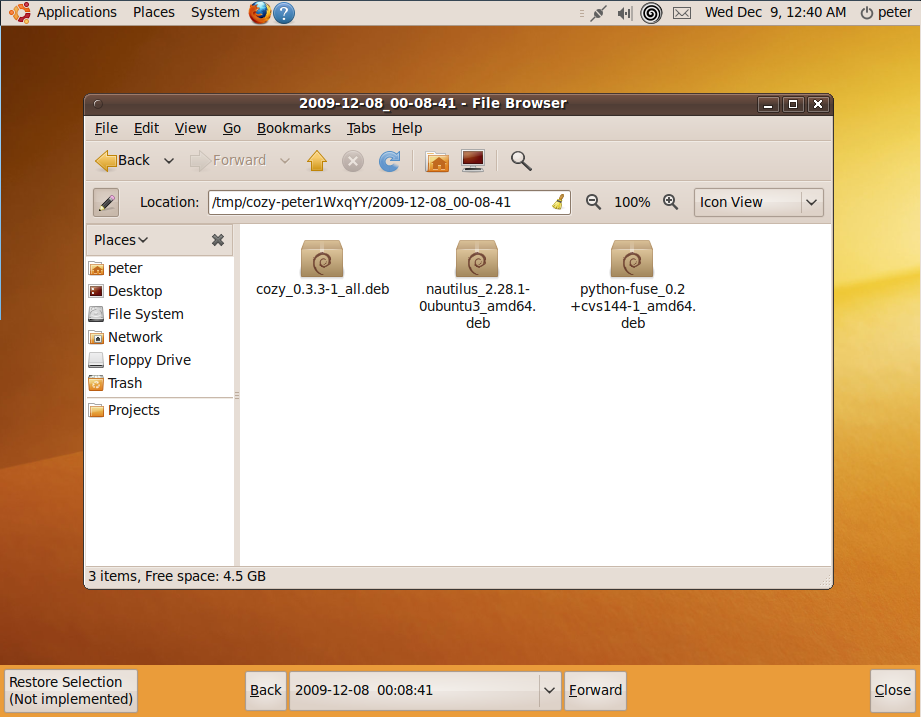 Applications Places System Wed Dec 9, 12:40 AM peter
2009-12-08_00-08-41 - File Browser
File Edit View Go Bookmarks Tabs Help
Back Forward
Location: /tmp/cozy-peter1WxqYY/2009-12-08_00-08-41 100% Icon View
Places
peter
Desktop
File System
Network
Floppy Drive
Trash
Projects
cozy_0.3.3-1_all.deb
nautilus_2.28.1-
0ubuntu3_amd64.
deb
python-fuse_0.2
+cvs144-1_amd64.
deb
3 items, Free space: 4.5 GB
Restore Selection
(Not implemented)
Back 2009-12-08 00:08:41 Forward Close